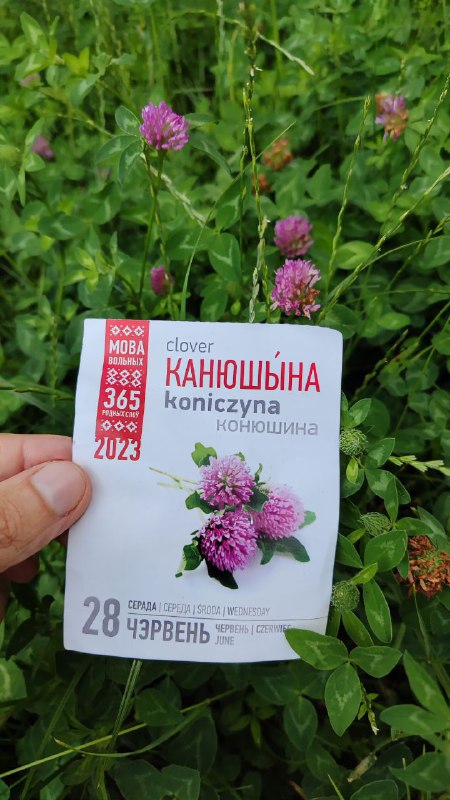 МОВА
ВОЛЬНЫХ
365
РОДНЫХ СЛОЎ
2023
clover
КАНЮШЫ́НА
koniczyna
конюшина
28
СЕРАДА | СЕРЕДА | ŚRODA | WEDNESDAY
ЧЭРВЕНЬ
ЧЕРВЕНЬ | CZERWIEC
JUNE